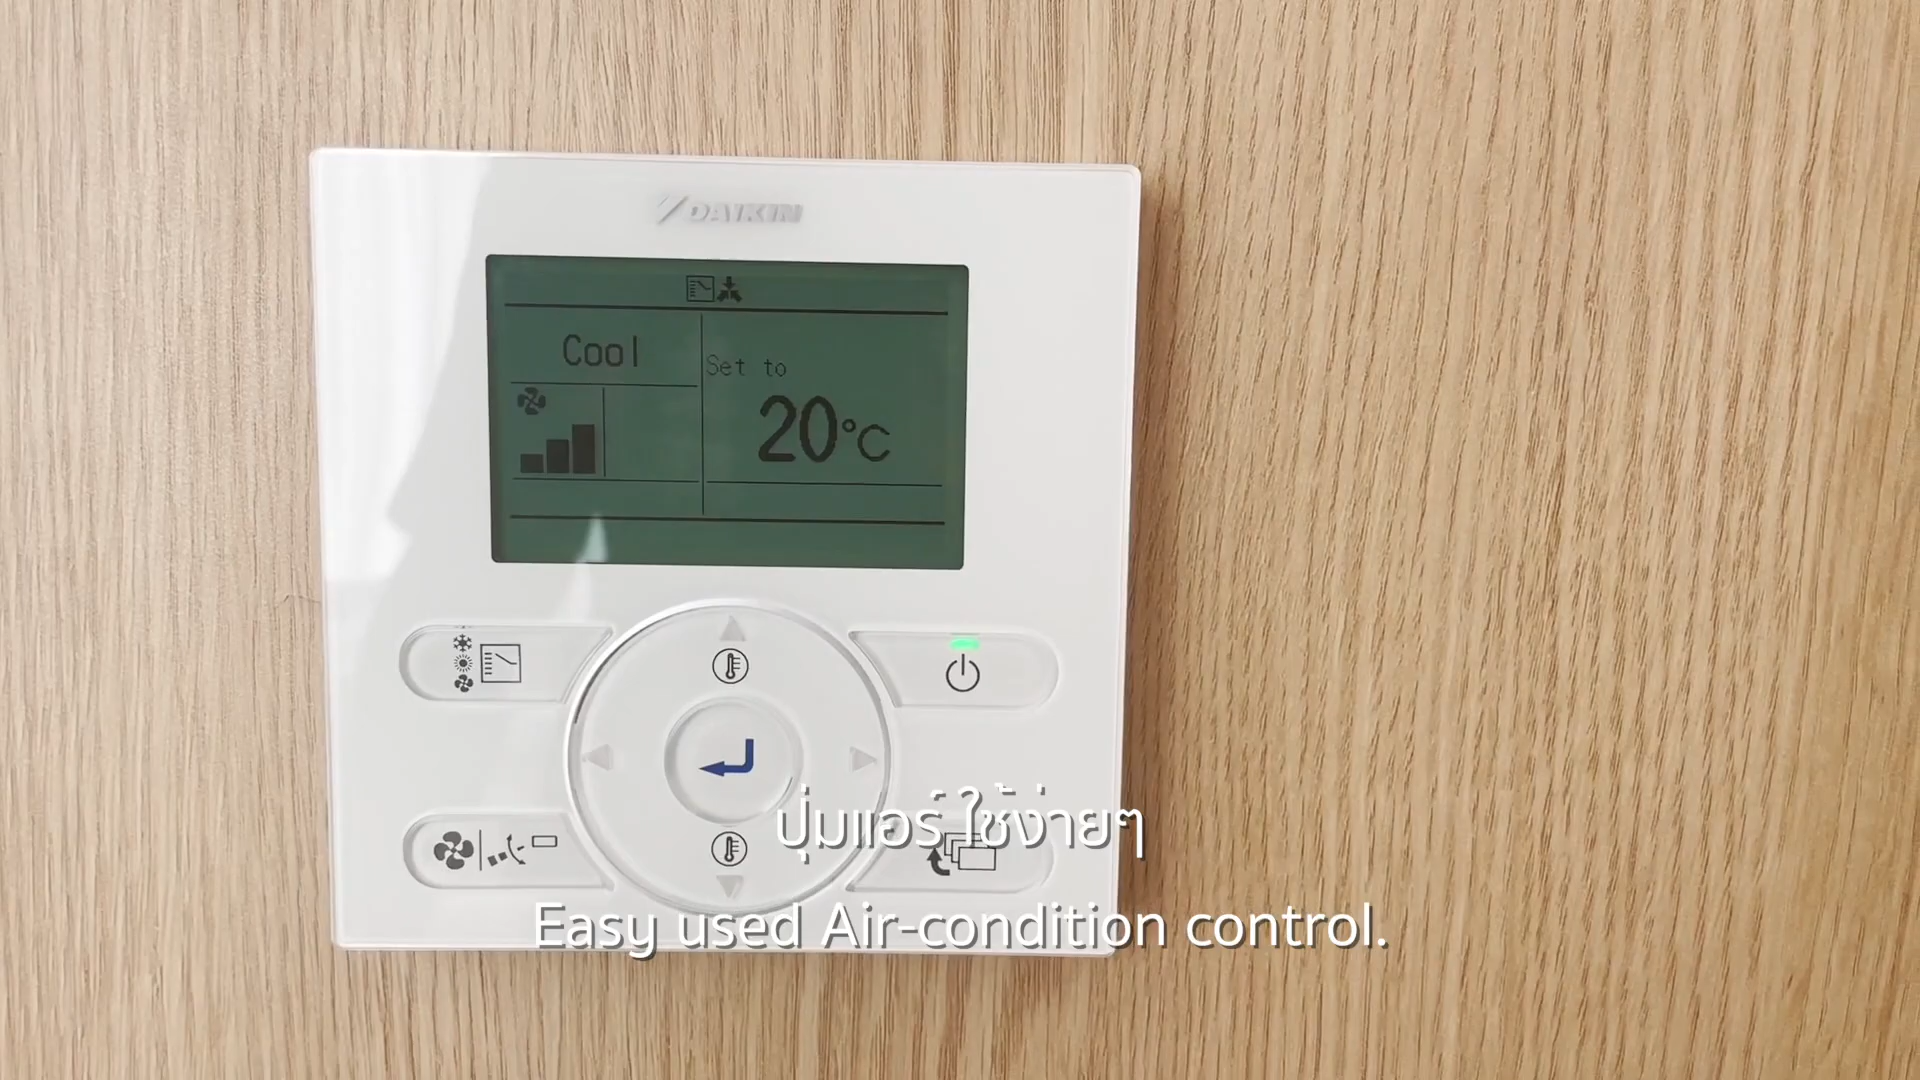 DAIKIN
Cool
Set to
20°C
ปุ่มแอร์ ใช้ง่ายๆ
Easy used Air-condition control.